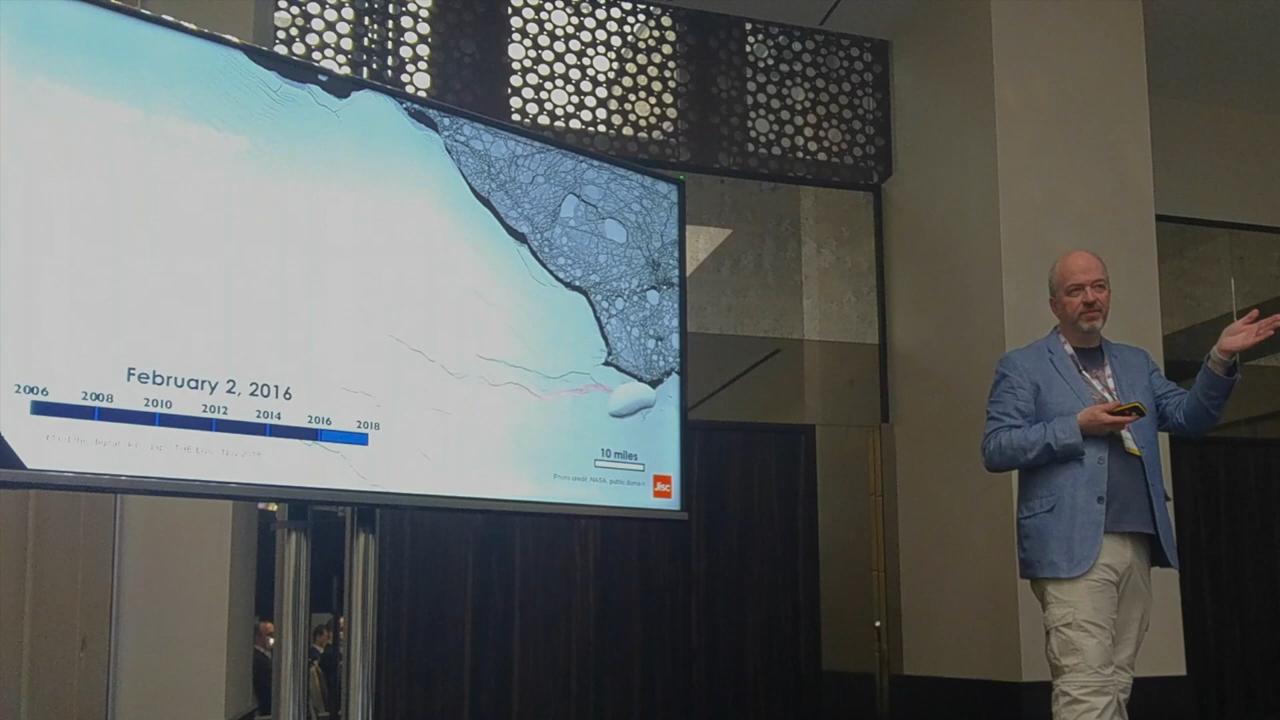 February 2, 2016
2006 2008 2010 2012 2014 2016 2018
10 miles
Photo credit: NASA, public domain
Jisc